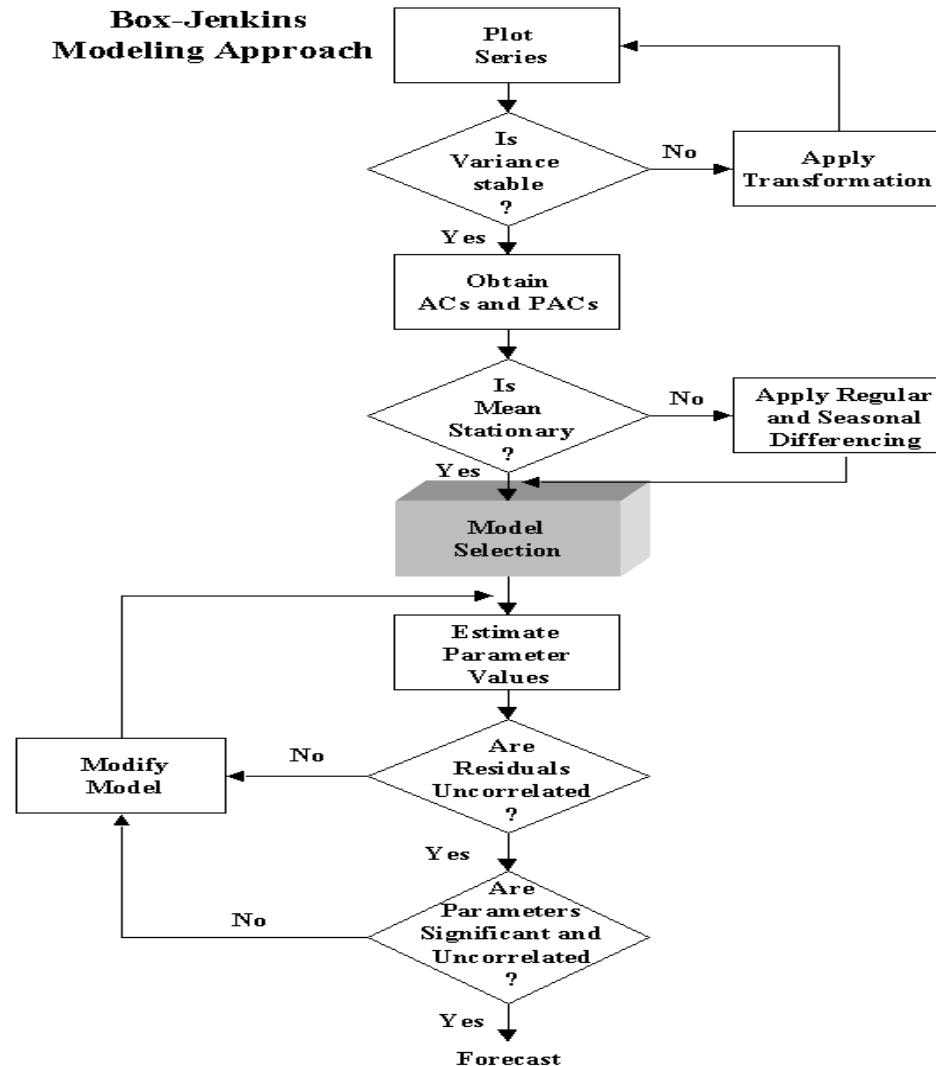 Box-Jenkins
Modeling Approach
Plot
Series
Is
Variance
stable
?
No
Apply
Transformation
Yes
Obtain
ACs and PACs
Is
Mean
Stationary
?
No
Apply Regular
and Seasonal
Differencing
Yes
Model
Selection
Estimate
Parameter
Values
Are
Residuals
Uncorrelated
?
No
Modify
Model
Yes
Are
Parameters
Significant and
Uncorrelated
?
No
Yes
Forecast